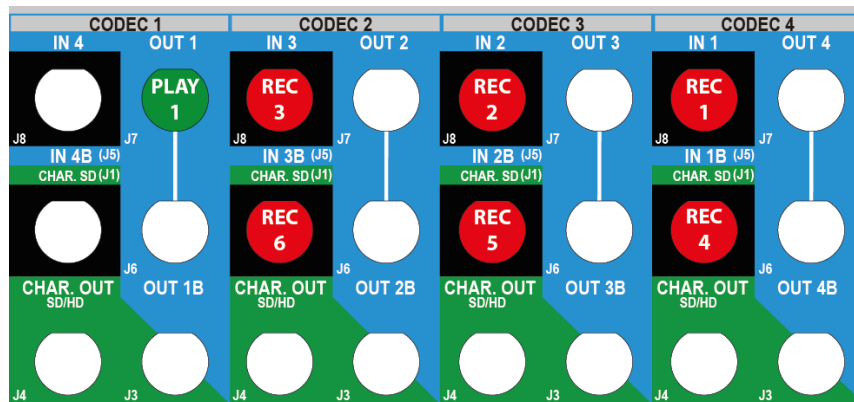 CODEC 1 CODEC 2 CODEC 3 CODEC 4
IN 4 OUT 1 IN 3 OUT 2 IN 2 OUT 3 IN 1 OUT 4
PLAY REC REC REC
1 3 2 1
J8 J7 J8 J7 J8 J7 J8 J7
IN 4B (J5) IN 3B (J5) IN 2B (J5) IN 1B (J5)
CHAR. SD (J1) CHAR. SD (J1) CHAR. SD (J1) CHAR. SD (J1)
REC REC REC
6 5 4
J6 J6 J6 J6
CHAR. OUT OUT 1B CHAR. OUT OUT 2B CHAR. OUT OUT 3B CHAR. OUT OUT 4B
SD/HD SD/HD SD/HD SD/HD
J4 J3 J4 J3 J4 J3 J4 J3